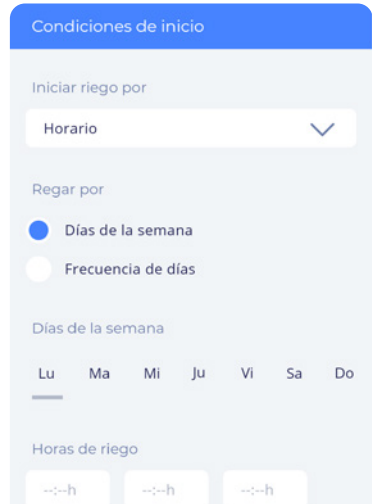 Condiciones de inicio
Iniciar riego por
Horario
Regar por
Días de la semana
Frecuencia de días
Días de la semana
Lu Ma Mi Ju Vi Sa Do
Horas de riego
--:--h --:--h --:--h